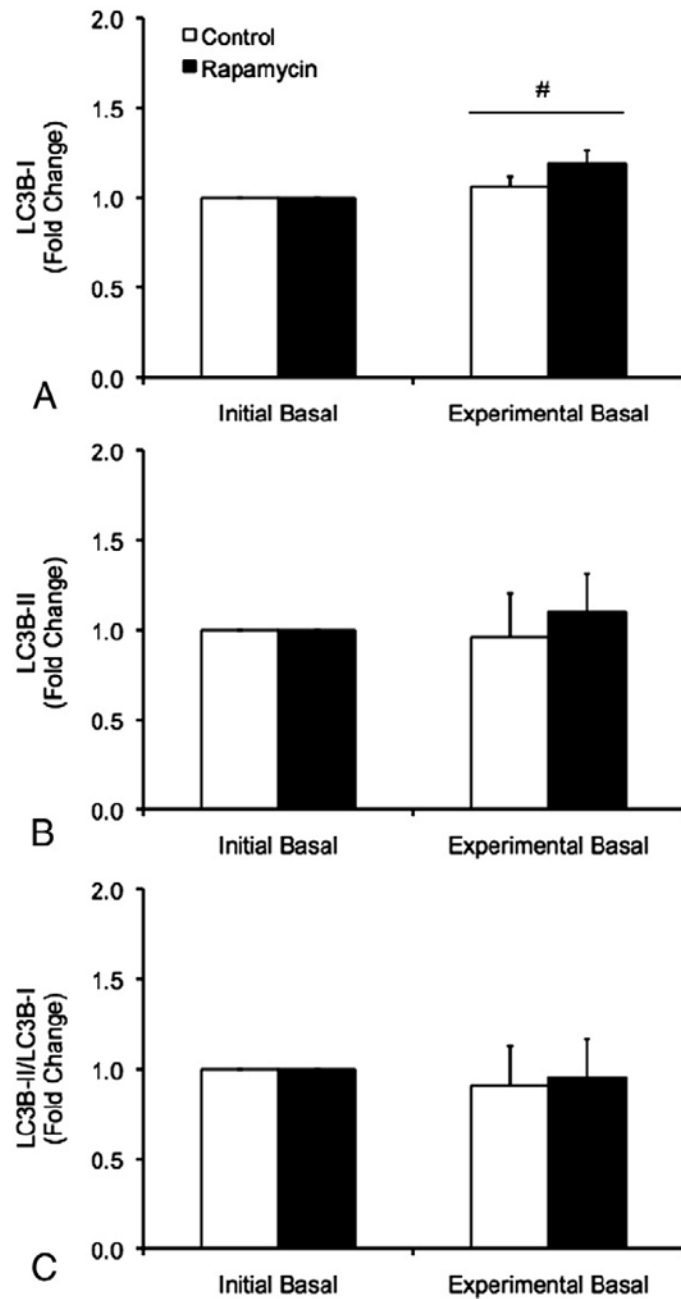 Control
Rapamycin
#
LC3B-I
(Fold Change)
2.0
1.5
1.0
0.5
0.0
Initial Basal Experimental Basal
A
LC3B-II
(Fold Change)
2.0
1.5
1.0
0.5
0.0
Initial Basal Experimental Basal
B
LC3B-II/LC3B-I
(Fold Change)
2.0
1.5
1.0
0.5
0.0
Initial Basal Experimental Basal
C